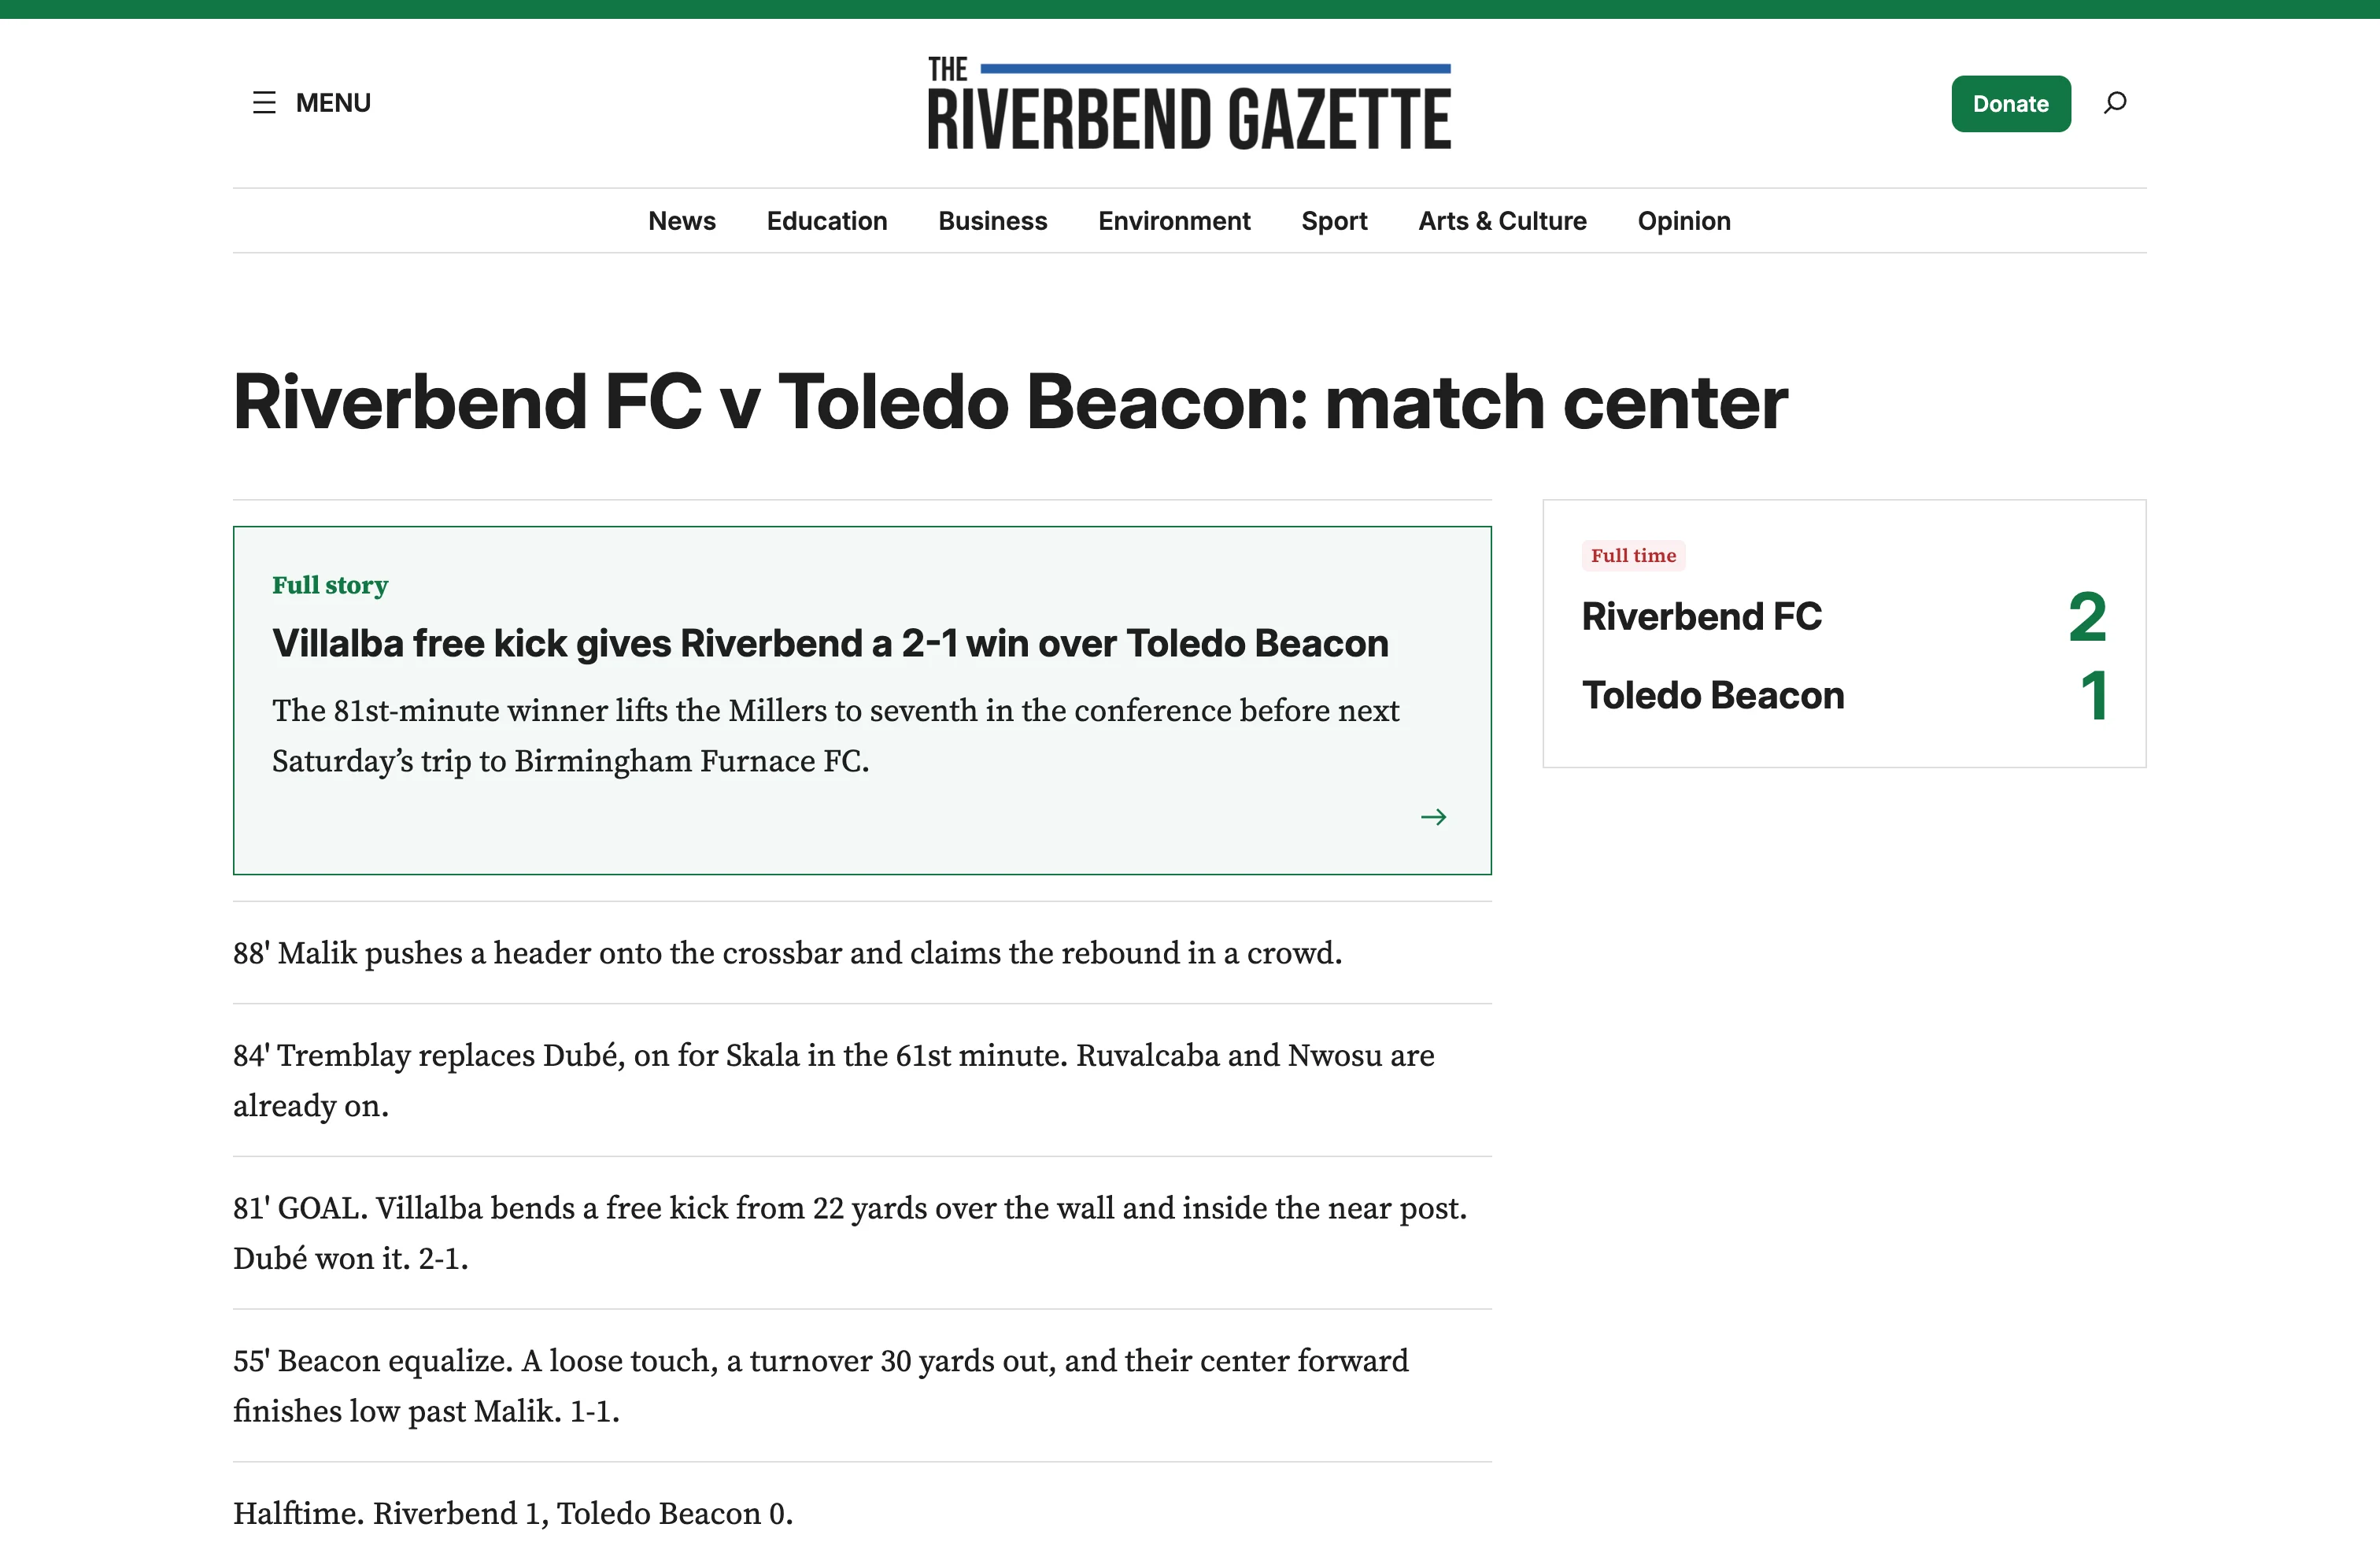 MENU
THE
RIVERBEND GAZETTE
Donate
News Education Business Environment Sport Arts & Culture Opinion
Riverbend FC v Toledo Beacon: match center
Full story
Villalba free kick gives Riverbend a 2-1 win over Toledo Beacon
The 81st-minute winner lifts the Millers to seventh in the conference before next
Saturday’s trip to Birmingham Furnace FC.
Full time
Riverbend FC 2
Toledo Beacon 1
88' Malik pushes a header onto the crossbar and claims the rebound in a crowd.
84' Tremblay replaces Dubé, on for Skala in the 61st minute. Ruvalcaba and Nwosu are
already on.
81' GOAL. Villalba bends a free kick from 22 yards over the wall and inside the near post.
Dubé won it. 2-1.
55' Beacon equalize. A loose touch, a turnover 30 yards out, and their center forward
finishes low past Malik. 1-1.
Halftime. Riverbend 1, Toledo Beacon 0.